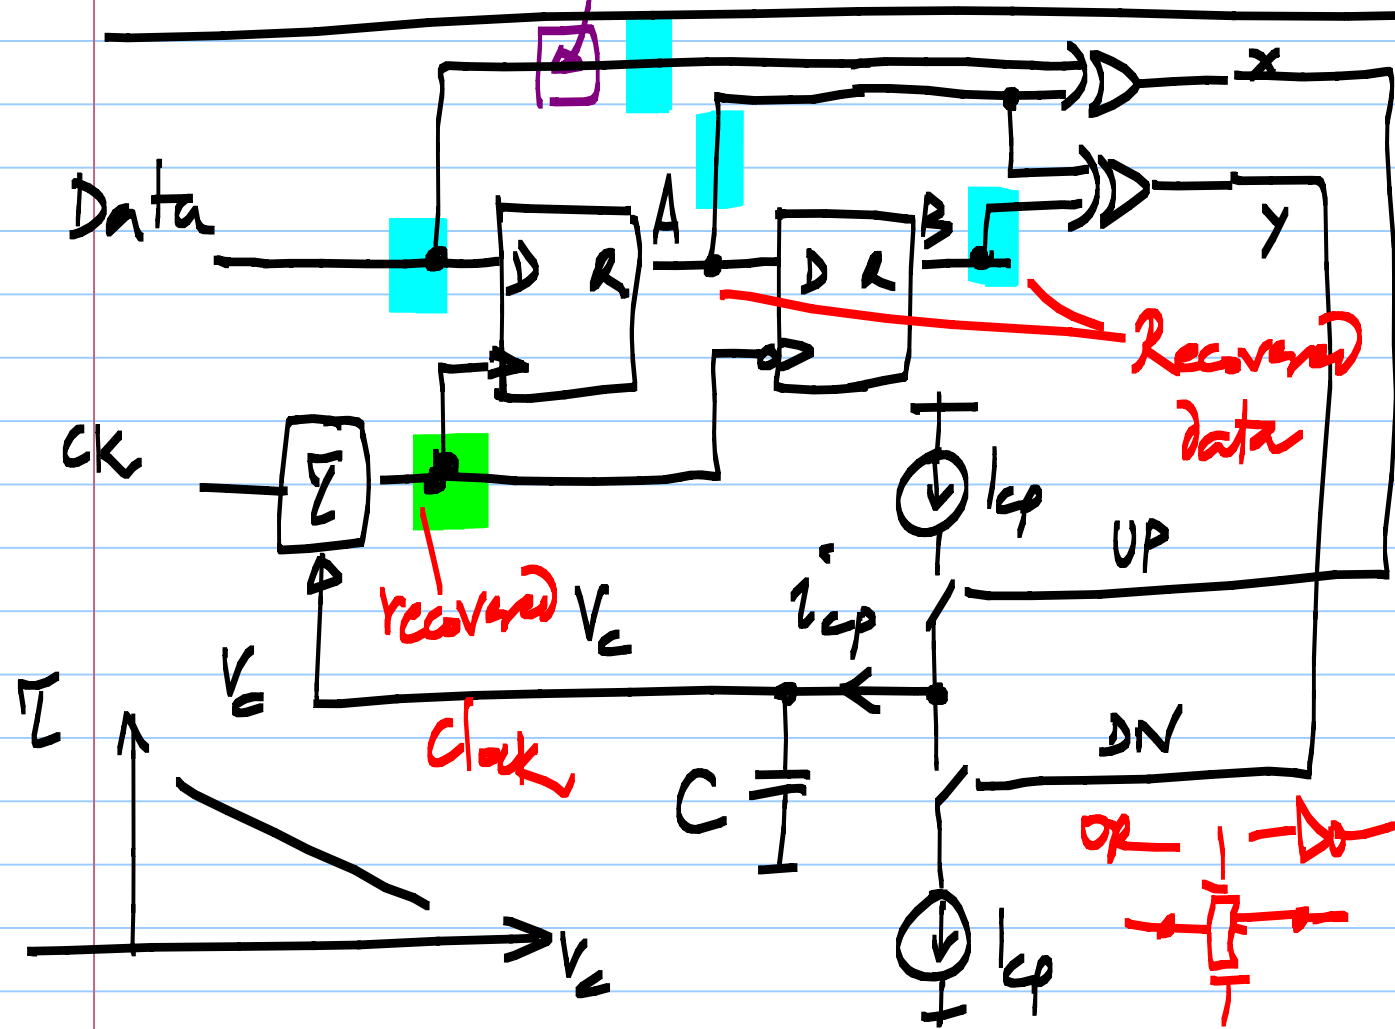 x
Data
A
B
y
D R
D R
Recovered
data
CK
τ
Icp
UP
icp
recovered
Vc
Vc
τ
Clock
DN
C
OR
Icp
Vc